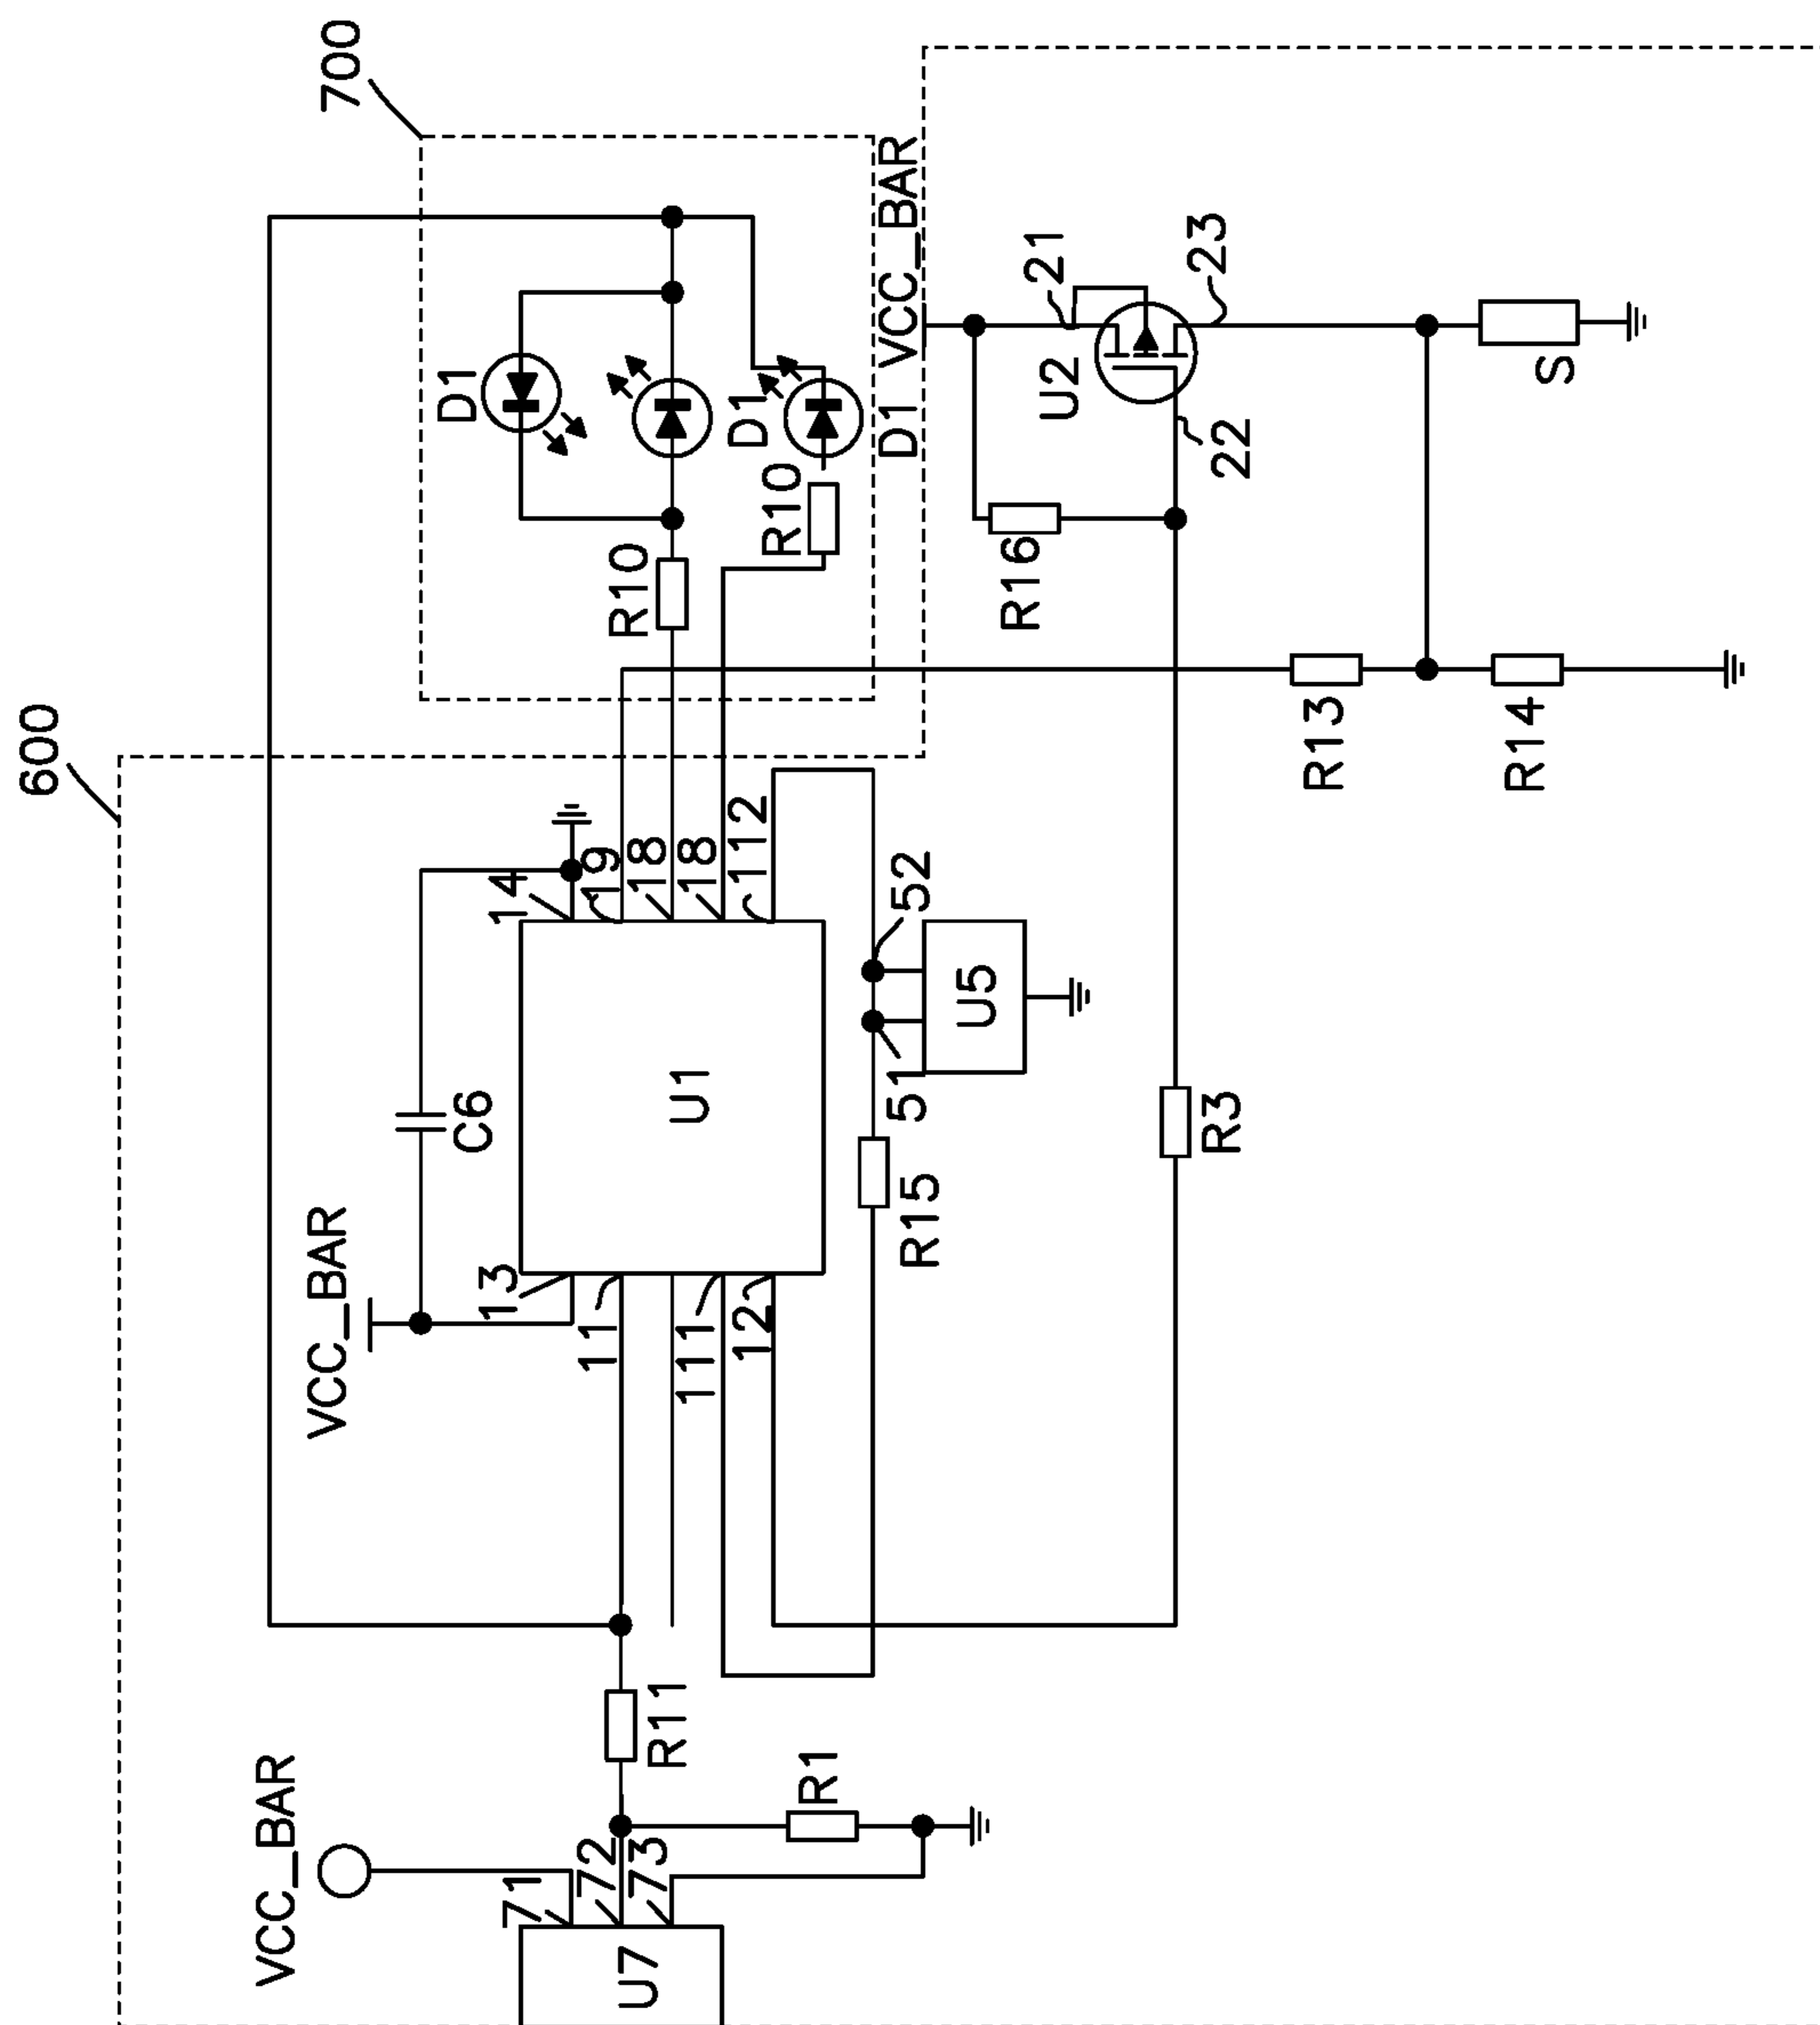 600
700
VCC_BAR
71
72
73
U7
R11
R1
VCC_BAR
13
11
111
12
C6
U1
14
19
18
18
112
R15
51
52
U5
R3
R10
R10
D1
D1
D1
VCC_BAR
R16
U2
21
22
23
R13
R14
S